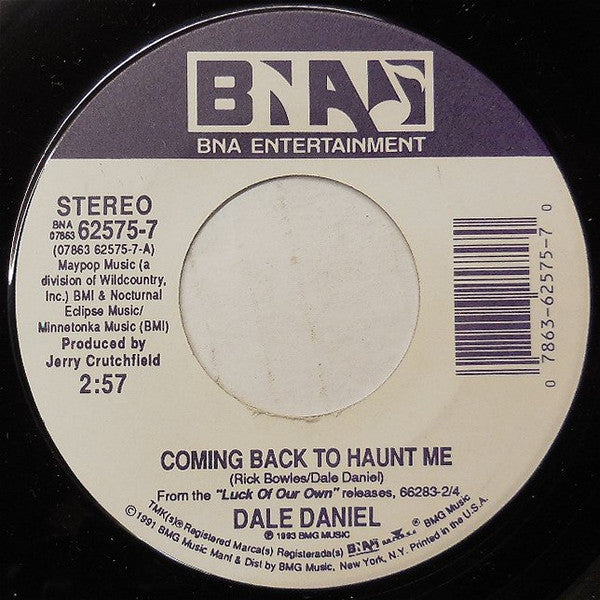 BNA
BNA ENTERTAINMENT
STEREO
BNA 07863 62575-7
(07863 62575-7-A)
Maypop Music (a
division of Wildcountry,
Inc.) BMI & Nocturnal
Eclipse Music/
Minnetonka Music (BMI)
Produced by
Jerry Crutchfield
2:57
0 7863-62575-7 0
COMING BACK TO HAUNT ME
(Rick Bowles/Dale Daniel)
From the "Luck Of Our Own" releases, 66283-2/4
DALE DANIEL
℗ 1993 BMG MUSIC
TMK(s) ® Registered Marca(s) Registrada(s) BNA ® BMG Music
© 1991 BMG Music Manf & Dist by BMG Music, New York, N.Y. Printed in the U.S.A.